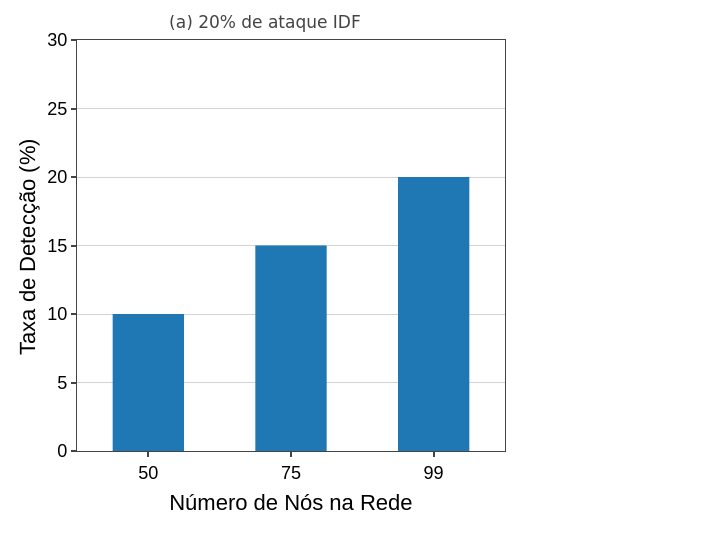 (a) 20% de ataque IDF
30
25
20
15
10
5
0
Taxa de Detecção (%)
50 75 99
Número de Nós na Rede